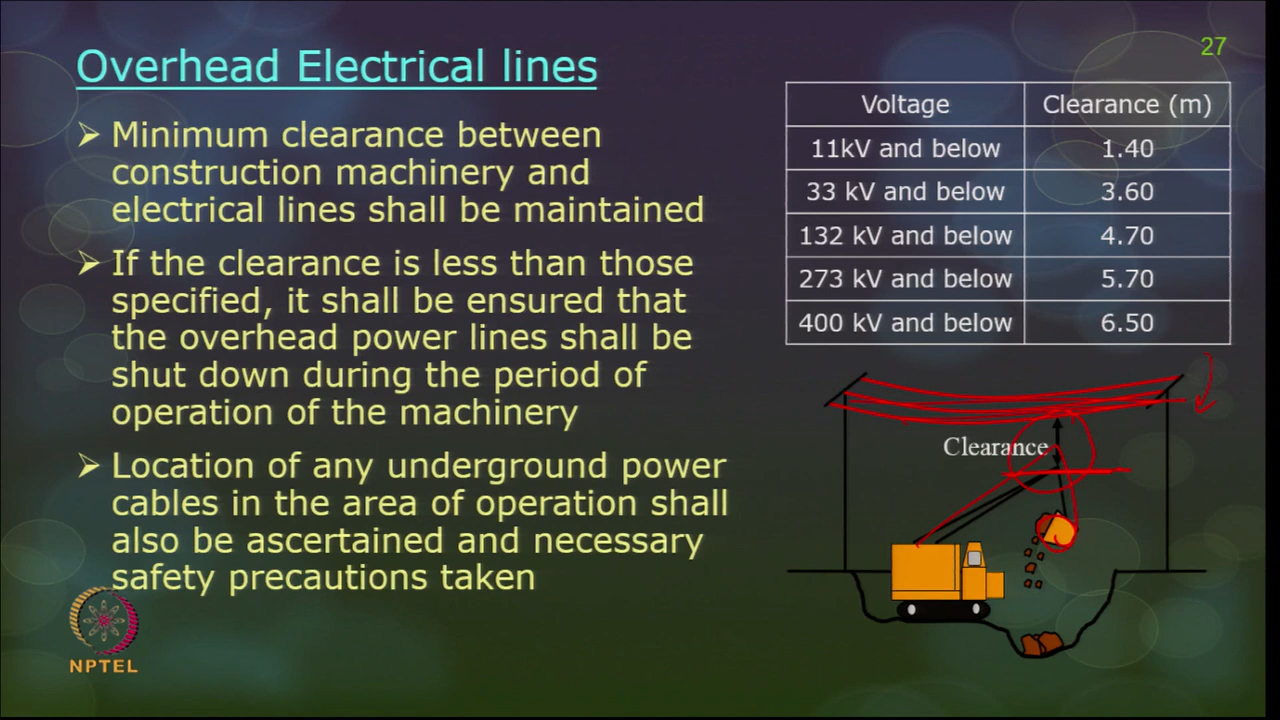 27
Overhead Electrical lines
➢ Minimum clearance between
construction machinery and
electrical lines shall be maintained
➢ If the clearance is less than those
specified, it shall be ensured that
the overhead power lines shall be
shut down during the period of
operation of the machinery
➢ Location of any underground power
cables in the area of operation shall
also be ascertained and necessary
safety precautions taken
Voltage Clearance (m)
11kV and below 1.40
33 kV and below 3.60
132 kV and below 4.70
273 kV and below 5.70
400 kV and below 6.50
Clearance
NPTEL